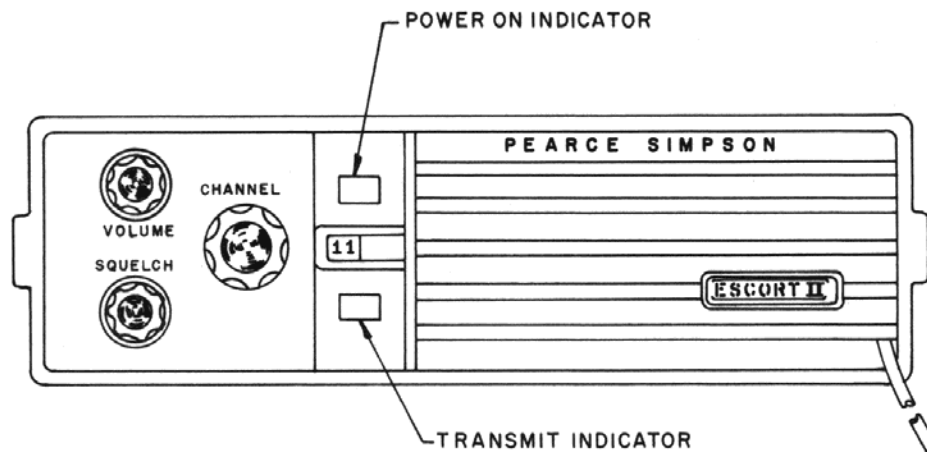 POWER ON INDICATOR
PEARCE SIMPSON
CHANNEL
VOLUME
11
SQUELCH
ESCORT II
TRANSMIT INDICATOR